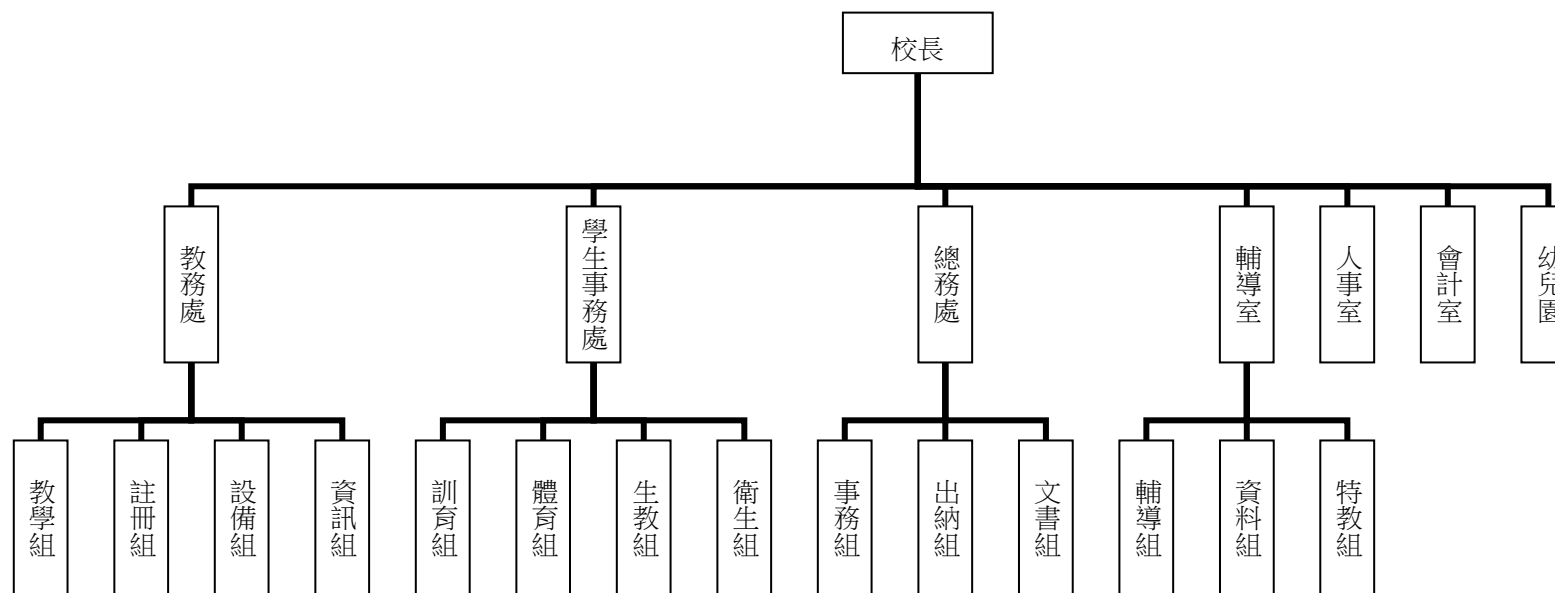 校長
教務處
學生事務處
總務處
輔導室
人事室
會計室
幼兒園
教學組
註冊組
設備組
資訊組
訓育組
體育組
生教組
衛生組
事務組
出納組
文書組
輔導組
資料組
特教組